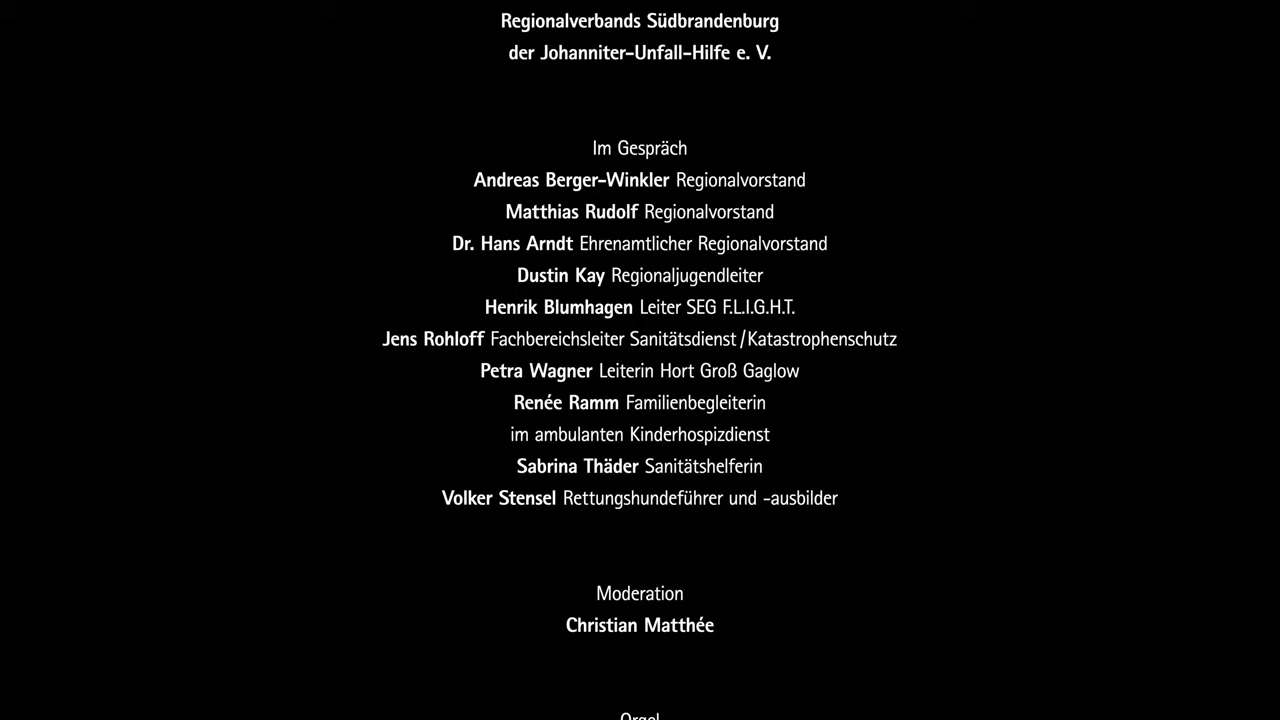 Regionalverbands Südbrandenburg
der Johanniter-Unfall-Hilfe e. V.
Im Gespräch
Andreas Berger-Winkler Regionalvorstand
Matthias Rudolf Regionalvorstand
Dr. Hans Arndt Ehrenamtlicher Regionalvorstand
Dustin Kay Regionaljugendleiter
Henrik Blumhagen Leiter SEG F.L.I.G.H.T.
Jens Rohloff Fachbereichsleiter Sanitätsdienst/Katastrophenschutz
Petra Wagner Leiterin Hort Groß Gaglow
Renée Ramm Familienbegleiterin
im ambulanten Kinderhospizdienst
Sabrina Thäder Sanitätshelferin
Volker Stensel Rettungshundeführer und -ausbilder
Moderation
Christian Matthée
Orgel